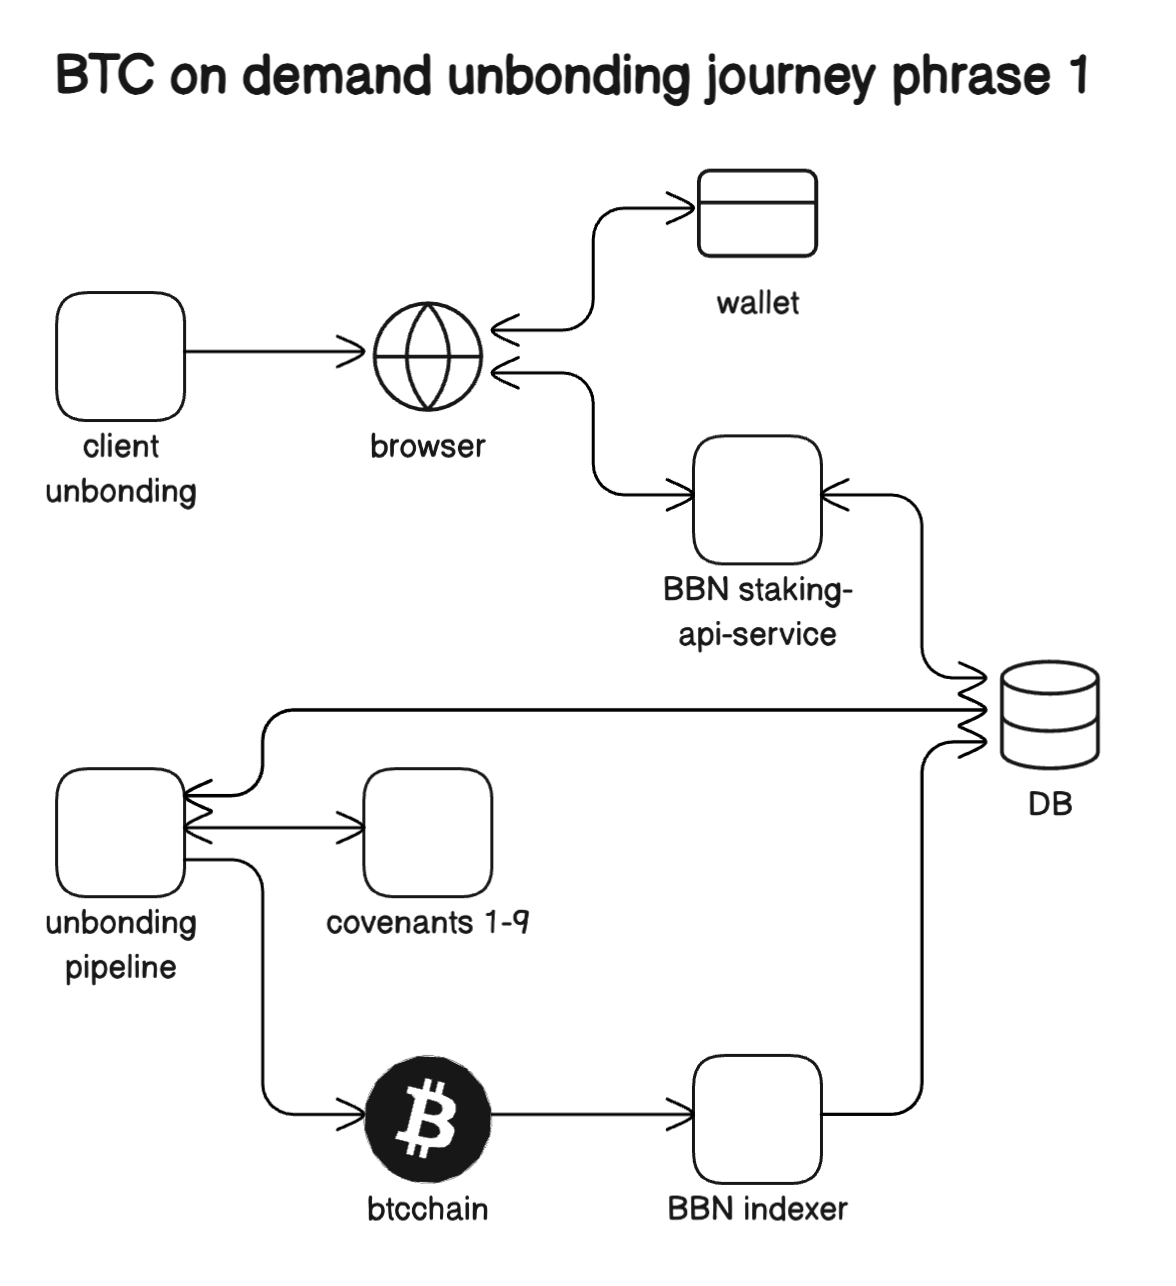 BTC on demand unbonding journey phrase 1
wallet
client
unbonding
browser
BBN staking-
api-service
DB
unbonding
pipeline
covenants 1-9
btcchain
BBN indexer